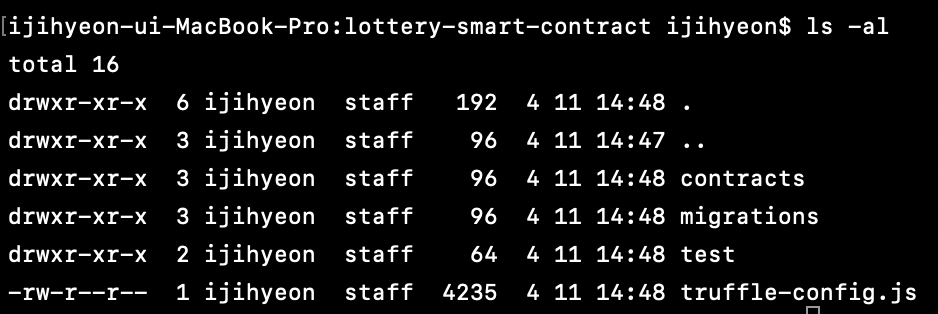 [ijihyeon-ui-MacBook-Pro:lottery-smart-contract ijihyeon$ ls -al
total 16
drwxr-xr-x  6 ijihyeon  staff   192  4 11 14:48 .
drwxr-xr-x  3 ijihyeon  staff    96  4 11 14:47 ..
drwxr-xr-x  3 ijihyeon  staff    96  4 11 14:48 contracts
drwxr-xr-x  3 ijihyeon  staff    96  4 11 14:48 migrations
drwxr-xr-x  2 ijihyeon  staff    64  4 11 14:48 test
-rw-r--r--  1 ijihyeon  staff  4235  4 11 14:48 truffle-config.js